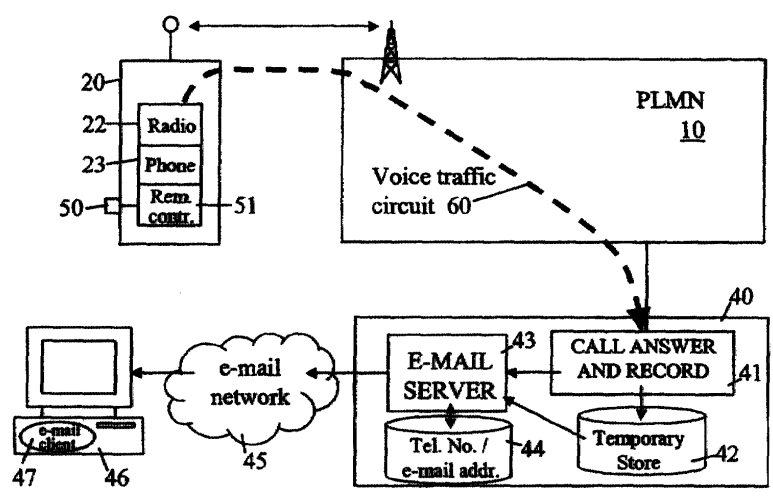 20
22
Radio
23
Phone
50
Rem.
contr.
51
PLMN
10
Voice traffic
circuit 60
40
43
E-MAIL
SERVER
CALL ANSWER
AND RECORD
41
e-mail
network
45
Tel. No. /
e-mail addr.
44
Temporary
Store
42
e-mail
client
47
46